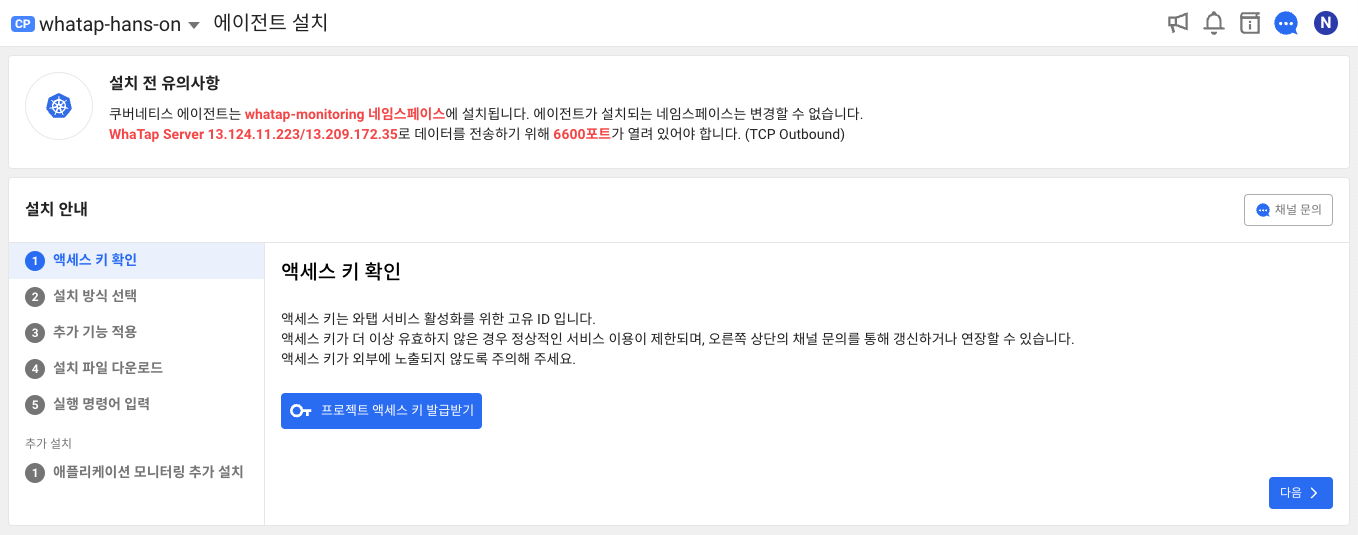 CP whatap-hans-on 에이전트 설치
N
설치 전 유의사항
쿠버네티스 에이전트는 whatap-monitoring 네임스페이스에 설치됩니다. 에이전트가 설치되는 네임스페이스는 변경할 수 없습니다.
WhaTap Server 13.124.11.223/13.209.172.35로 데이터를 전송하기 위해 6600포트가 열려 있어야 합니다. (TCP Outbound)
설치 안내
채널 문의
1 액세스 키 확인
2 설치 방식 선택
3 추가 기능 적용
4 설치 파일 다운로드
5 실행 명령어 입력
추가 설치
1 애플리케이션 모니터링 추가 설치
액세스 키 확인
액세스 키는 와탭 서비스 활성화를 위한 고유 ID 입니다.
액세스 키가 더 이상 유효하지 않은 경우 정상적인 서비스 이용이 제한되며, 오른쪽 상단의 채널 문의를 통해 갱신하거나 연장할 수 있습니다.
액세스 키가 외부에 노출되지 않도록 주의해 주세요.
프로젝트 액세스 키 발급받기
다음